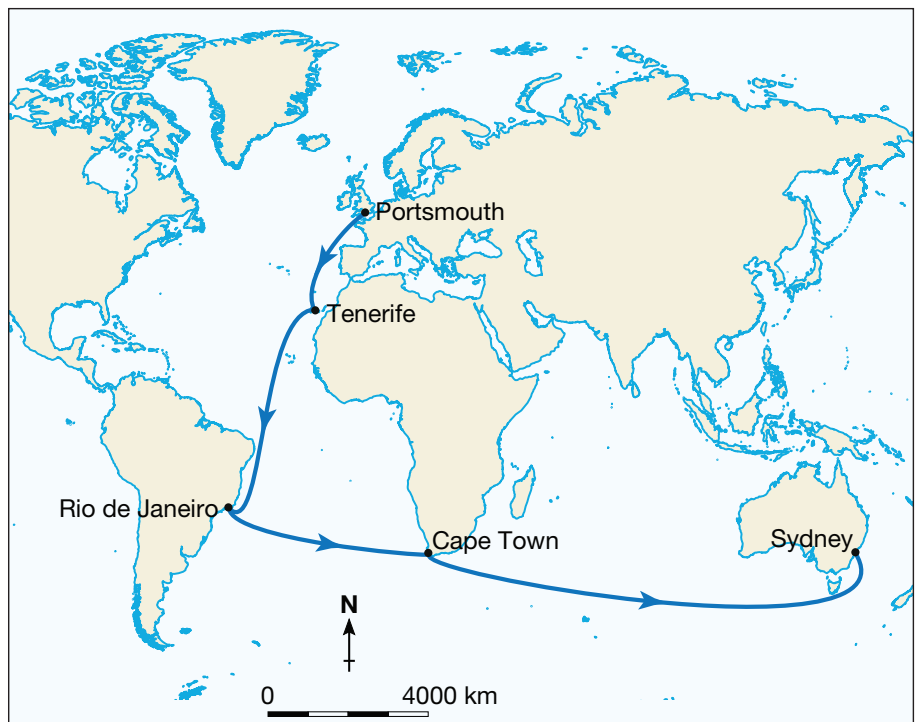 Portsmouth
Tenerife
Rio de Janeiro
Cape Town
Sydney
N
0 4000 km